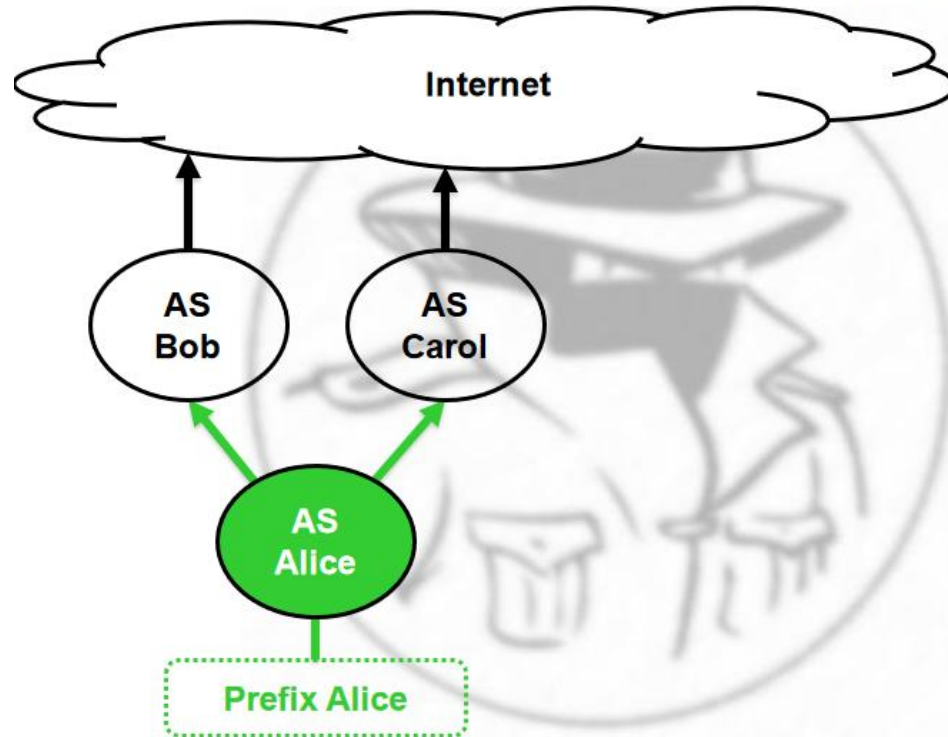 Internet
AS
Bob
AS
Carol
AS
Alice
Prefix Alice